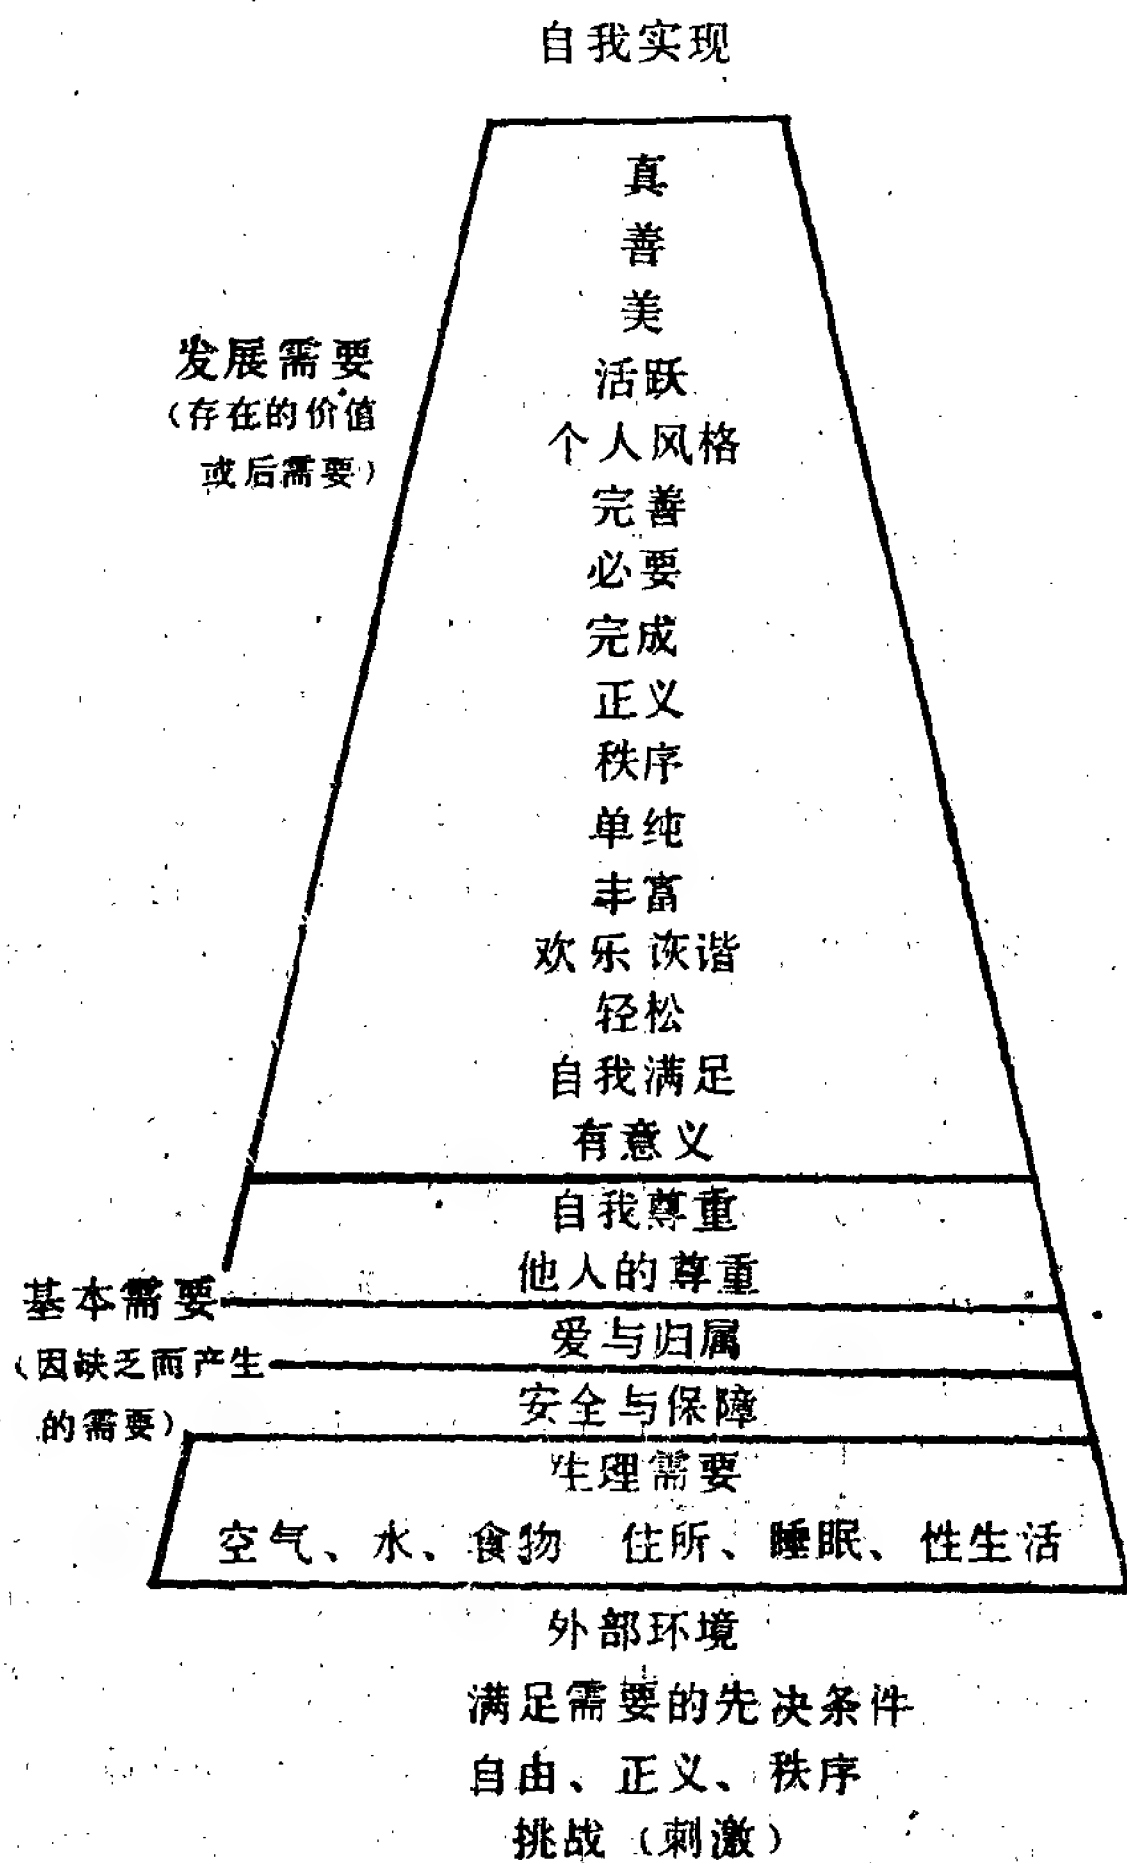 自我实现
真
善
美
发展需要
（存在的价值
或后需要）
活跃
个人风格
完善
必要
完成
正义
秩序
单纯
丰富
欢乐 诙谐
轻松
自我满足
有意义
自我尊重
他人的尊重
基本需要
（因缺乏而产生
的需要）
爱与归属
安全与保障
生理需要
空气、水、食物 住所、睡眠、性生活
外部环境
满足需要的先决条件
自由、正义、秩序
挑战（刺激）